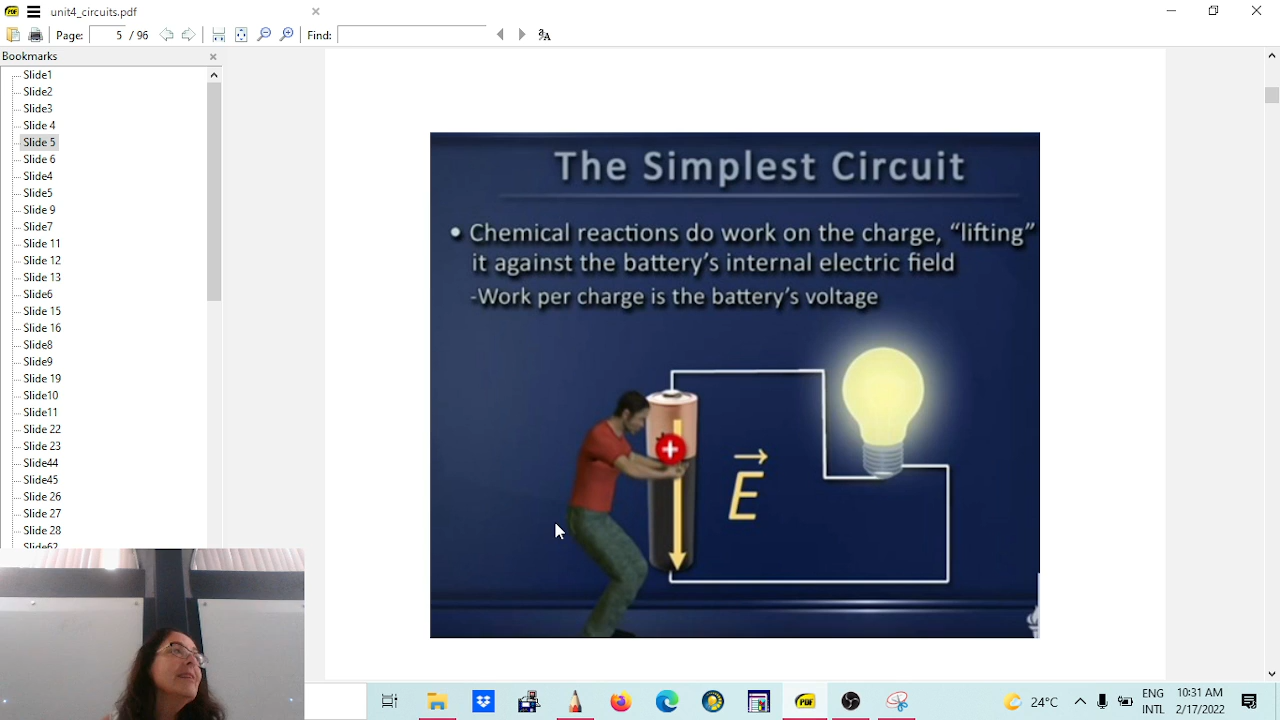 unit4_circuits.pdf
Page: 5 / 96 Find:
Bookmarks
Slide1
Slide2
Slide3
Slide 4
Slide 5
Slide 6
Slide4
Slide5
Slide 9
Slide7
Slide 11
Slide 12
Slide 13
Slide6
Slide 15
Slide 16
Slide8
Slide9
Slide 19
Slide10
Slide11
Slide 22
Slide 23
Slide44
Slide45
Slide 26
Slide 27
Slide 28
Slide62
The Simplest Circuit
• Chemical reactions do work on the charge, “lifting”
it against the battery’s internal electric field
-Work per charge is the battery’s voltage
+
E
PDF
24°C
ENG
INTL
10:31 AM
2/17/2022